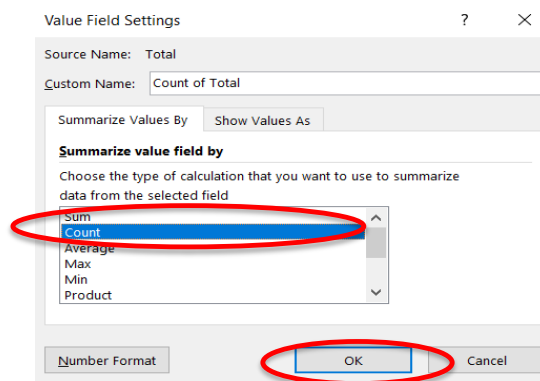 Value Field Settings ? ×
Source Name: Total
Custom Name: Count of Total
Summarize Values By Show Values As
Summarize value field by
Choose the type of calculation that you want to use to summarize
data from the selected field
Sum
Count
Average
Max
Min
Product
Number Format OK Cancel